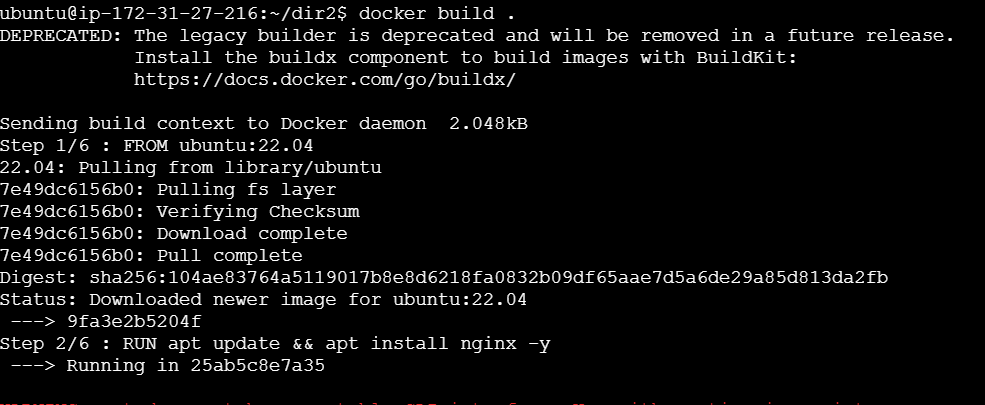 ubuntu@ip-172-31-27-216:~/dir2$ docker build .
DEPRECATED: The legacy builder is deprecated and will be removed in a future release.
            Install the buildx component to build images with BuildKit:
            https://docs.docker.com/go/buildx/
Sending build context to Docker daemon  2.048kB
Step 1/6 : FROM ubuntu:22.04
22.04: Pulling from library/ubuntu
7e49dc6156b0: Pulling fs layer
7e49dc6156b0: Verifying Checksum
7e49dc6156b0: Download complete
7e49dc6156b0: Pull complete
Digest: sha256:104ae83764a5119017b8e8d6218fa0832b09df65aae7d5a6de29a85d813da2fb
Status: Downloaded newer image for ubuntu:22.04
 ---> 9fa3e2b5204f
Step 2/6 : RUN apt update && apt install nginx -y
 ---> Running in 25ab5c8e7a35